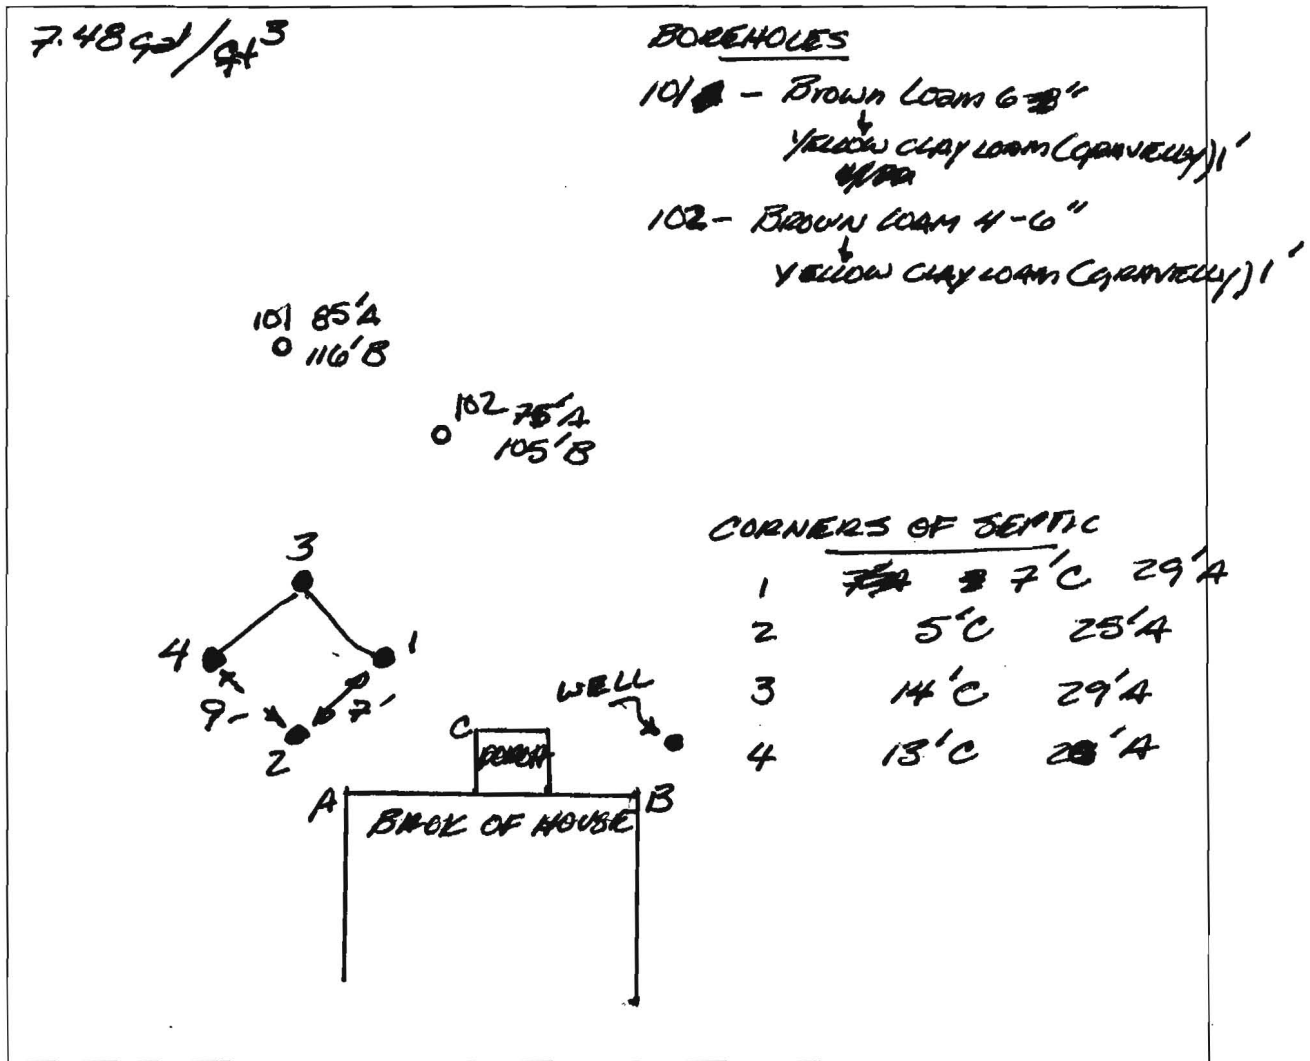 7.48 gal/ft³
BOREHOLES
101 - Brown Loam 6-8"
YELLOW CLAY LOAM (GRAVELLY) 1'
102 - BROWN LOAM 4-6"
YELLOW CLAY LOAM (GRAVELLY) 1'
101 85'A
116'B
102 75'A
105'B
CORNERS OF SEPTIC
1 7'C 29'A
2 5'C 25'A
3 14'C 29'A
4 13'C
3
4
1
9'
7'
2
WELL
C
PORCH
A
B
BACK OF HOUSE